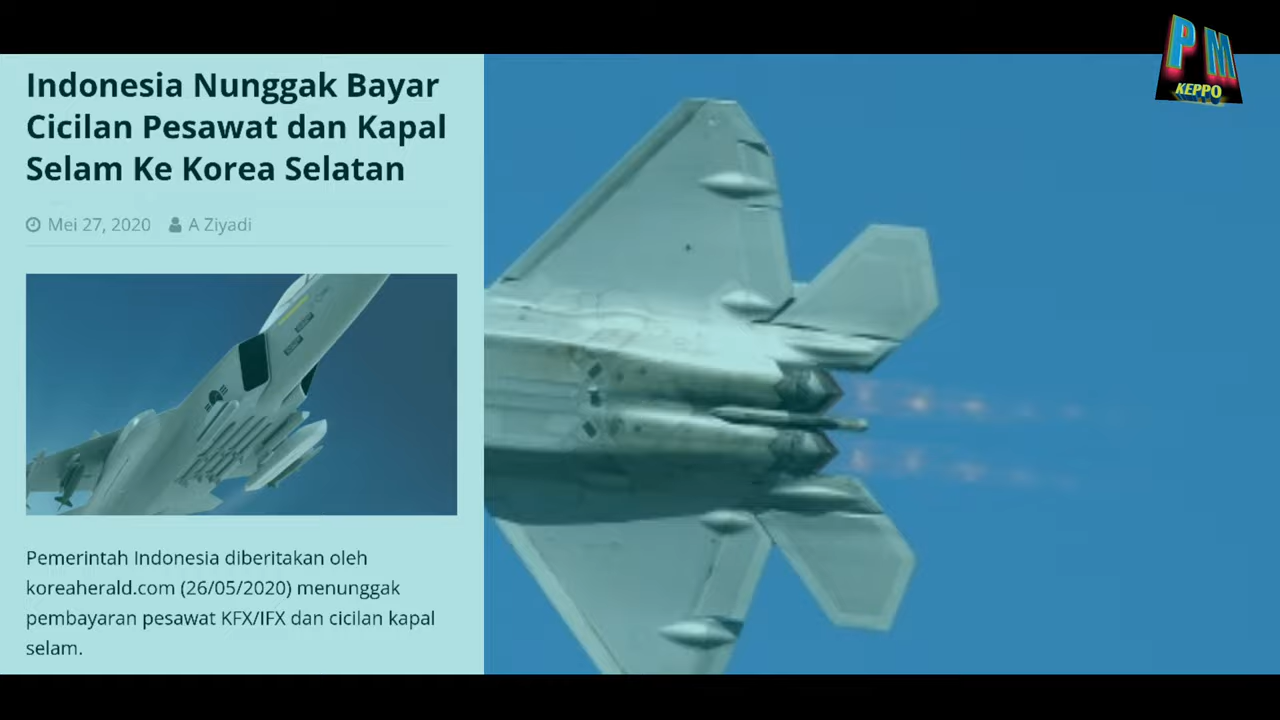 Indonesia Nunggak Bayar
Cicilan Pesawat dan Kapal
Selam Ke Korea Selatan
Mei 27, 2020 A Ziyadi
Pemerintah Indonesia diberitakan oleh
koreaherald.com (26/05/2020) menunggak
pembayaran pesawat KFX/IFX dan cicilan kapal
selam.
PM
KEPPO